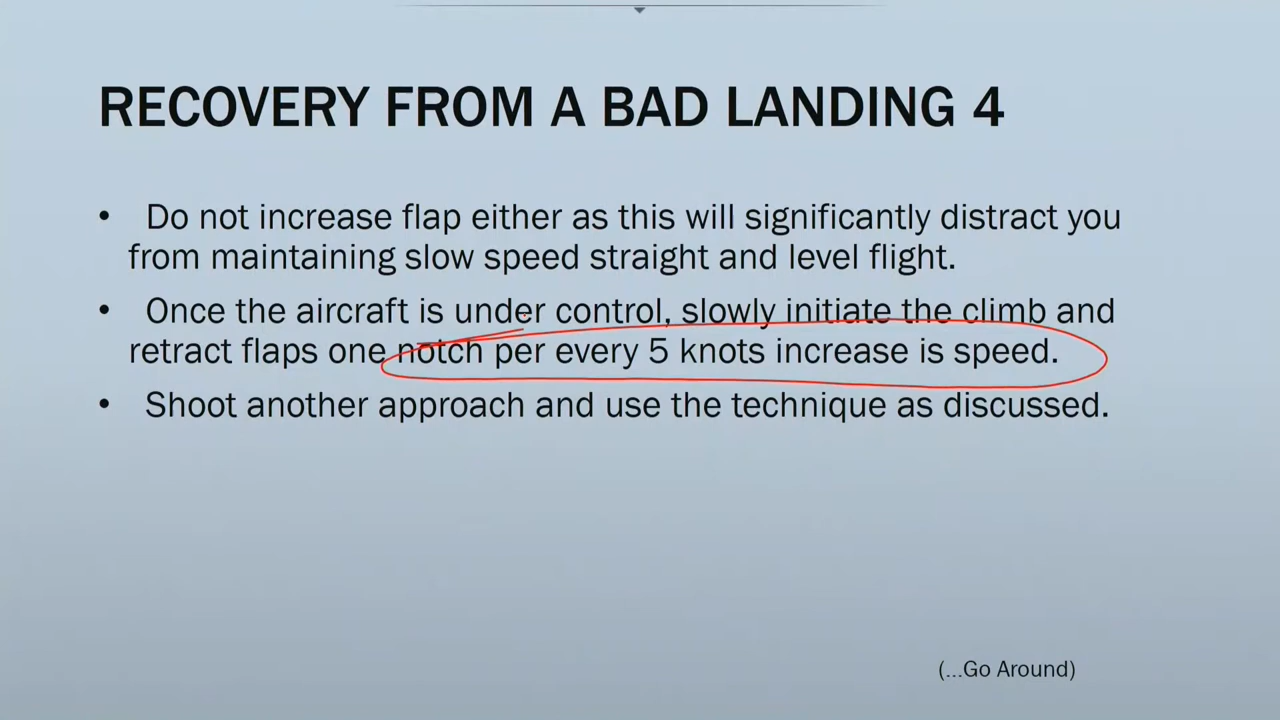 RECOVERY FROM A BAD LANDING 4
• Do not increase flap either as this will significantly distract you
from maintaining slow speed straight and level flight.
• Once the aircraft is under control, slowly initiate the climb and
retract flaps one notch per every 5 knots increase is speed.
• Shoot another approach and use the technique as discussed.
(...Go Around)